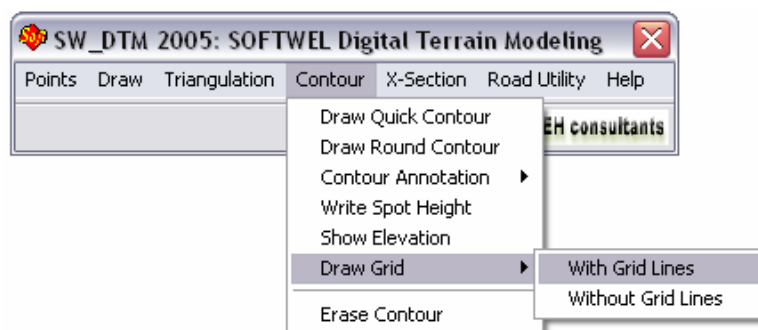 SW_DTM 2005: SOFTWEL Digital Terrain Modeling
Points Draw Triangulation Contour X-Section Road Utility Help
EH consultants
Draw Quick Contour
Draw Round Contour
Contour Annotation
Write Spot Height
Show Elevation
Draw Grid
With Grid Lines
Without Grid Lines
Erase Contour